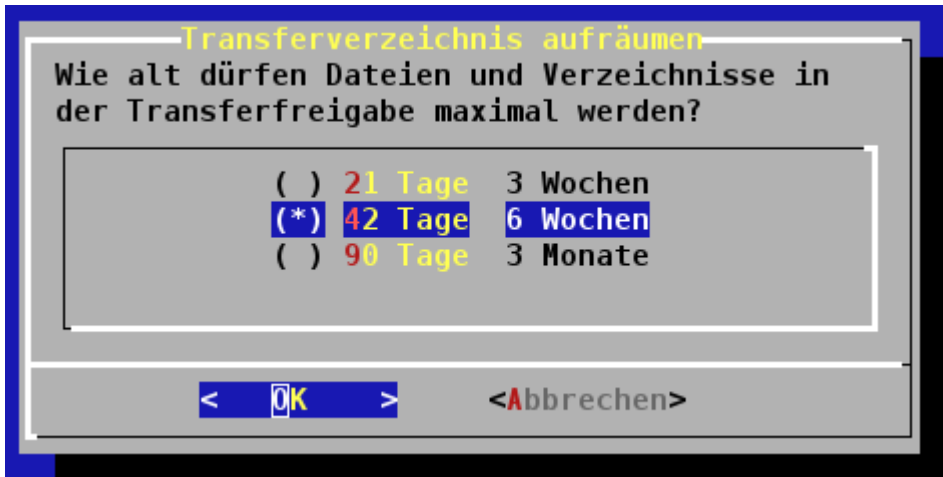 Transferverzeichnis aufräumen
Wie alt dürfen Dateien und Verzeichnisse in
der Transferfreigabe maximal werden?
( ) 21 Tage 3 Wochen
(*) 42 Tage 6 Wochen
( ) 90 Tage 3 Monate
< OK > <Abbrechen>